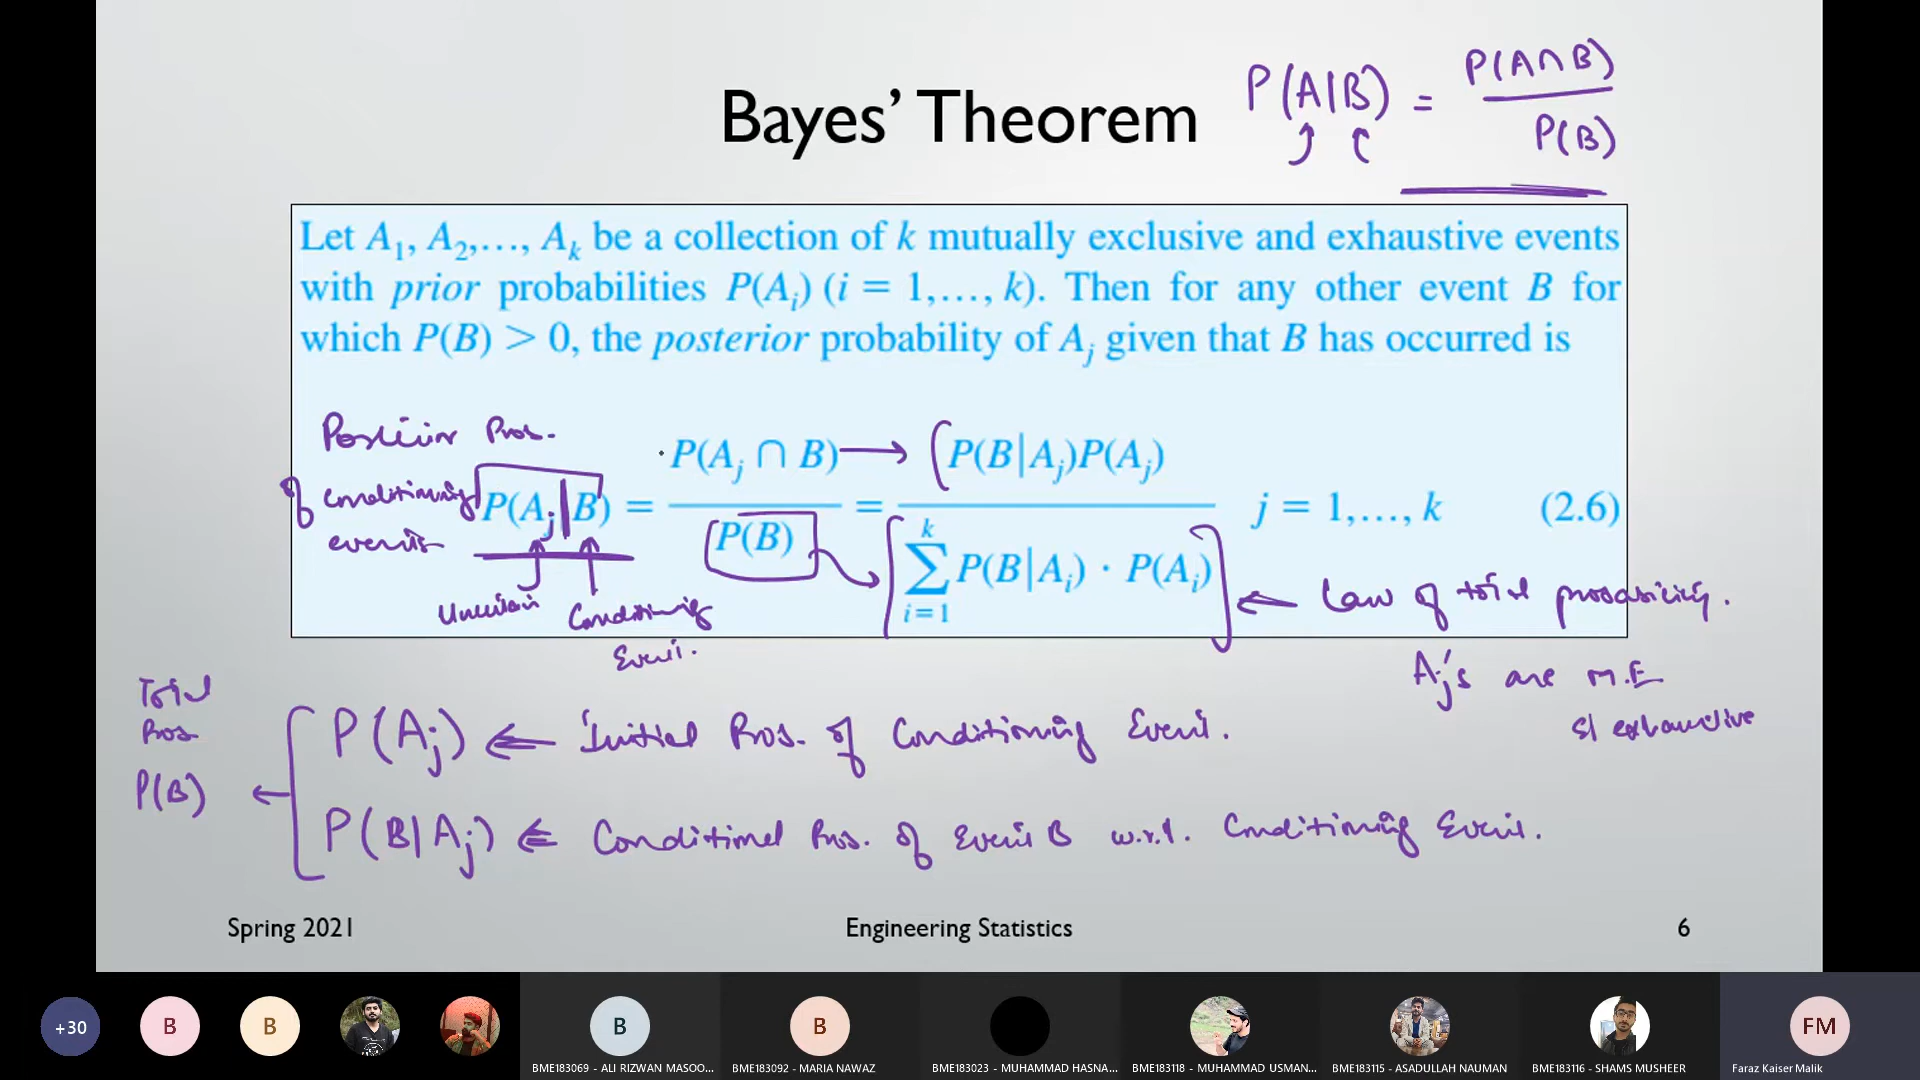 Bayes’ Theorem
P(A|B) = P(A∩B) / P(B)
Let A₁, A₂,…, Aₖ be a collection of k mutually exclusive and exhaustive events
with prior probabilities P(Aᵢ) (i = 1,…, k). Then for any other event B for
which P(B) > 0, the posterior probability of Aⱼ given that B has occurred is
Posterior Prob.
of conditioning
events
P(Aⱼ|B) = P(Aⱼ ∩ B) / P(B) = P(B|Aⱼ)P(Aⱼ) / ∑ᵢ₌₁ᵏ P(B|Aᵢ) · P(Aᵢ) j = 1,…, k (2.6)
Uncertain
Conditioning
Event.
← Law of total probability.
Aⱼ's are M.E
& exhaustive
Total
Prob
P(B) ←
P(Aⱼ) ← Initial Prob. of Conditioning Event.
P(B|Aⱼ) ← Conditional Prob. of Event B w.r.t. Conditioning Event.
Spring 2021
Engineering Statistics
6
+30
B
B
B
B
FM
BME183069 - ALI RIZWAN MASOO...
BME183092 - MARIA NAWAZ
BME183023 - MUHAMMAD HASNA...
BME183118 - MUHAMMAD USMAN...
BME183115 - ASADULLAH NAUMAN
BME183116 - SHAMS MUSHEER
Faraz Kaiser Malik